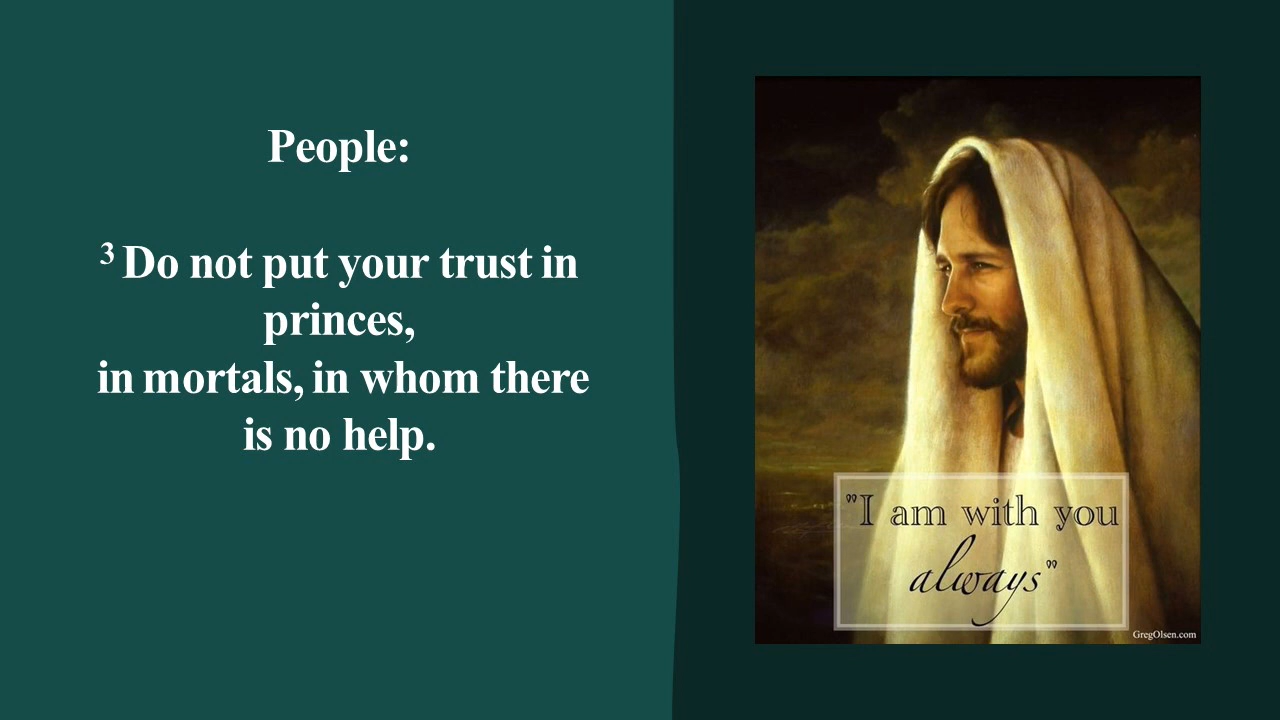 People:
³ Do not put your trust in
princes,
in mortals, in whom there
is no help.
"I am with you
always"
GregOlsen.com